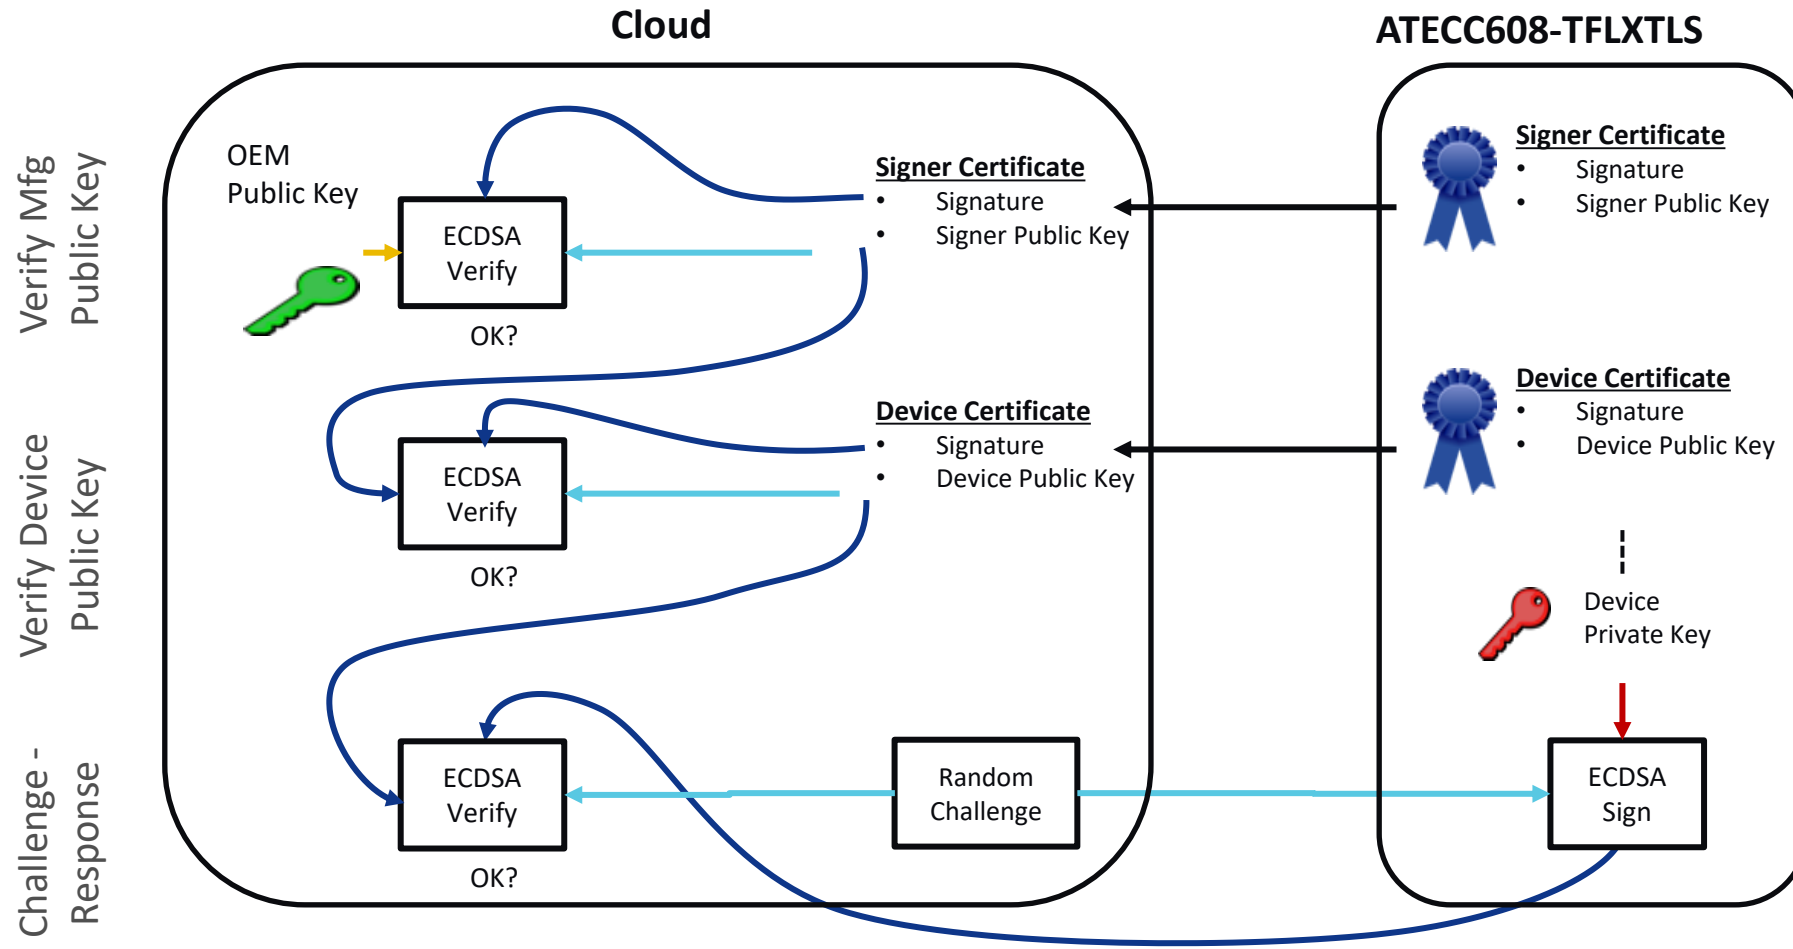 Cloud
ATECC608-TFLXTLS
Verify Mfg
Public Key
OEM
Public Key
ECDSA
Verify
OK?
Signer Certificate
• Signature
• Signer Public Key
Signer Certificate
• Signature
• Signer Public Key
Verify Device
Public Key
ECDSA
Verify
OK?
Device Certificate
• Signature
• Device Public Key
Device Certificate
• Signature
• Device Public Key
Device
Private Key
Challenge -
Response
ECDSA
Verify
OK?
Random
Challenge
ECDSA
Sign